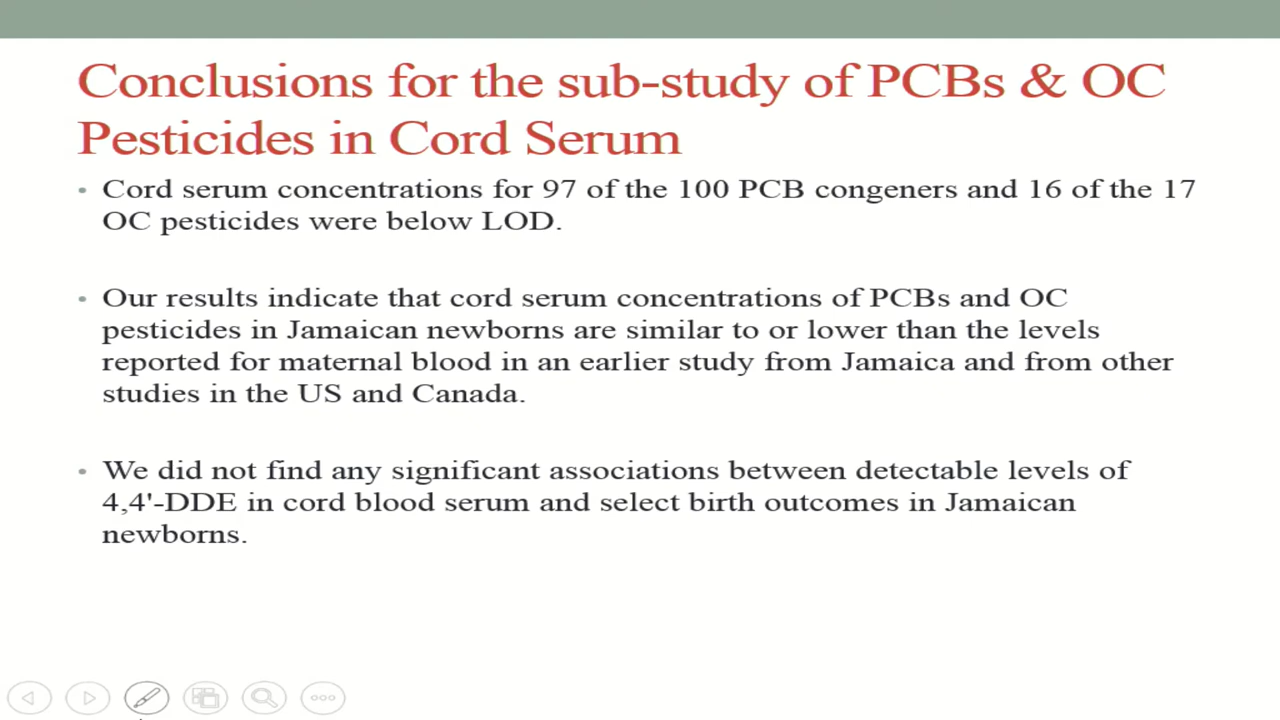 Conclusions for the sub-study of PCBs & OC
Pesticides in Cord Serum
• Cord serum concentrations for 97 of the 100 PCB congeners and 16 of the 17
OC pesticides were below LOD.
• Our results indicate that cord serum concentrations of PCBs and OC
pesticides in Jamaican newborns are similar to or lower than the levels
reported for maternal blood in an earlier study from Jamaica and from other
studies in the US and Canada.
• We did not find any significant associations between detectable levels of
4,4'-DDE in cord blood serum and select birth outcomes in Jamaican
newborns.